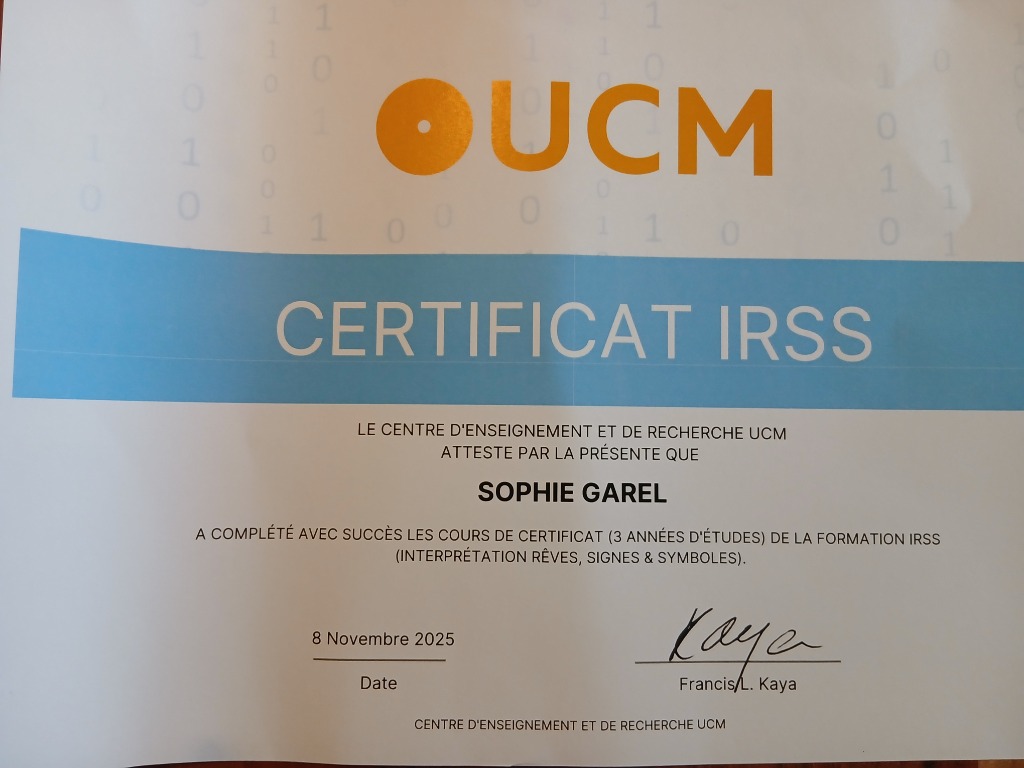 UCM
CERTIFICAT IRSS
LE CENTRE D'ENSEIGNEMENT ET DE RECHERCHE UCM
ATTESTE PAR LA PRÉSENTE QUE
SOPHIE GAREL
A COMPLÉTÉ AVEC SUCCÈS LES COURS DE CERTIFICAT (3 ANNÉES D'ÉTUDES) DE LA FORMATION IRSS
(INTERPRÉTATION RÊVES, SIGNES & SYMBOLES).
8 Novembre 2025
Kaya
Date
Francis L. Kaya
CENTRE D'ENSEIGNEMENT ET DE RECHERCHE UCM